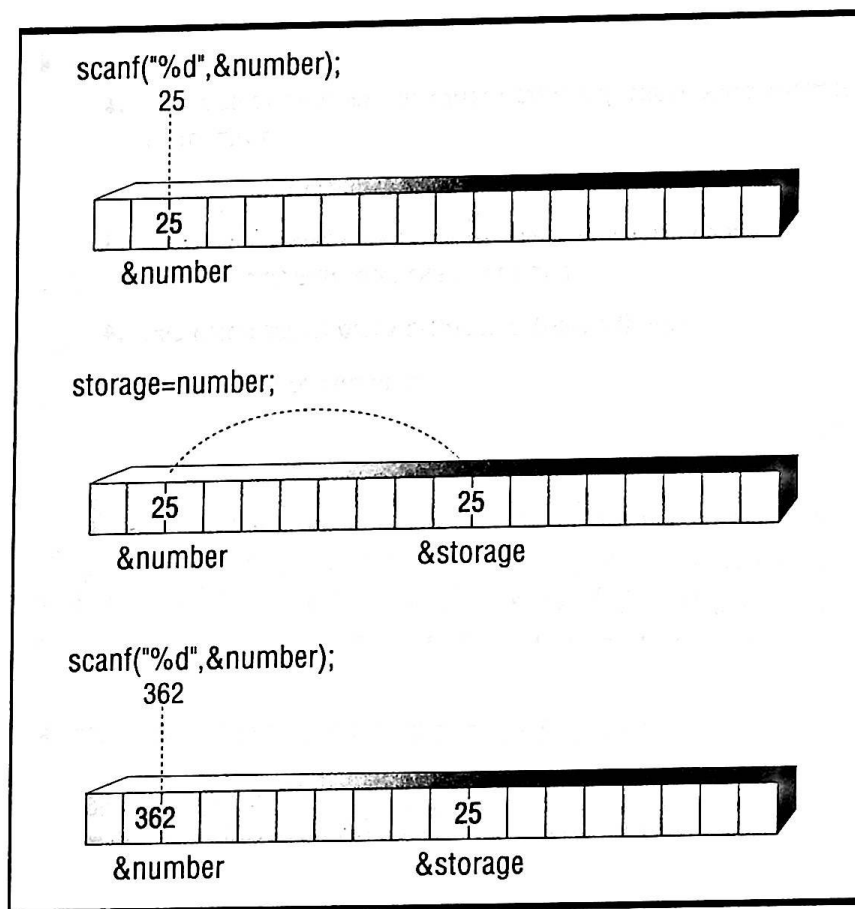 scanf("%d",&number);
25
25
&number
storage=number;
25 25
&number &storage
scanf("%d",&number);
362
362 25
&number &storage